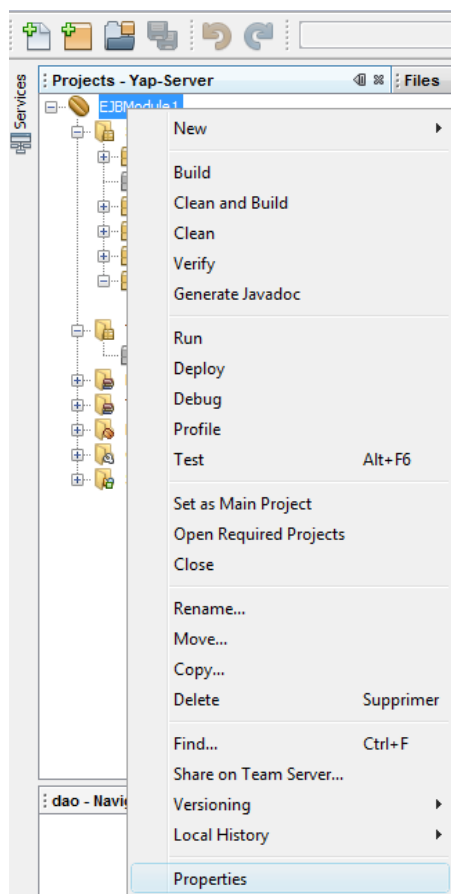 Services
Projects - Yap-Server
Files
EJBModule1
New
Build
Clean and Build
Clean
Verify
Generate Javadoc
Run
Deploy
Debug
Profile
Test Alt+F6
Set as Main Project
Open Required Projects
Close
Rename...
Move...
Copy...
Delete Supprimer
Find... Ctrl+F
Share on Team Server...
Versioning
Local History
dao - Navi
Properties